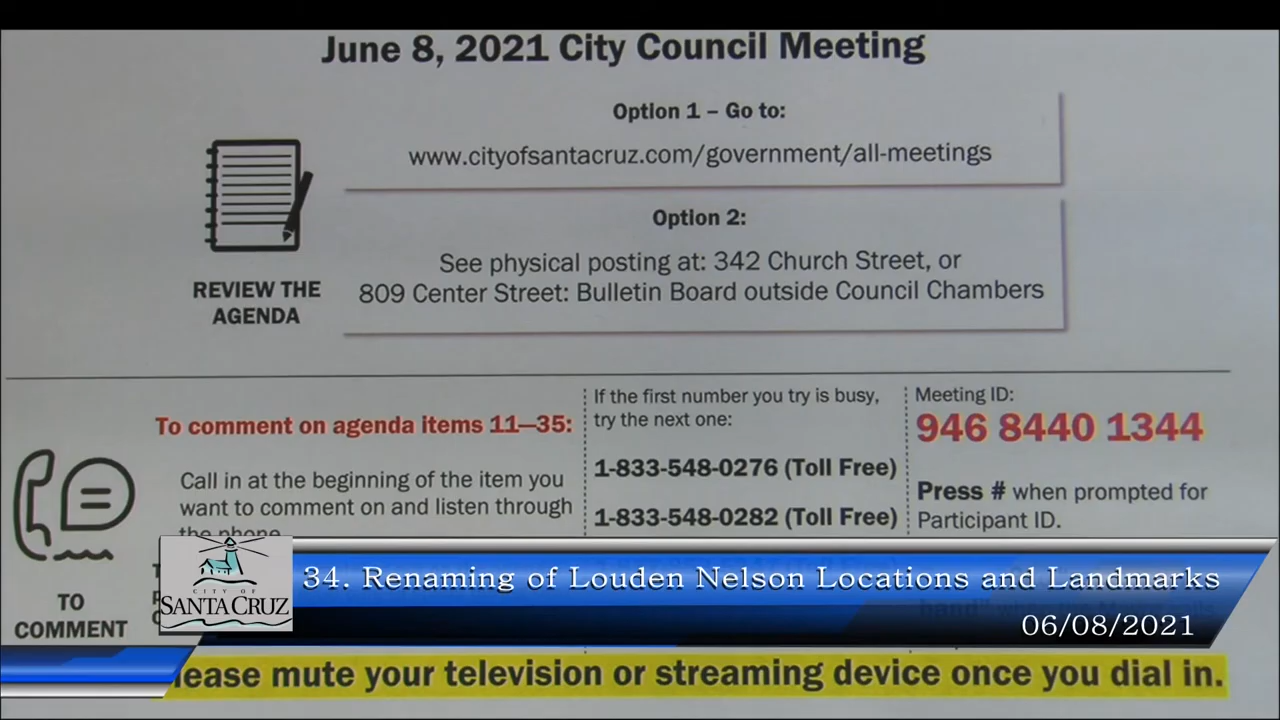 June 8, 2021 City Council Meeting
Option 1 – Go to:
www.cityofsantacruz.com/government/all-meetings
Option 2:
See physical posting at: 342 Church Street, or
809 Center Street: Bulletin Board outside Council Chambers
REVIEW THE
AGENDA
To comment on agenda items 11—35:
Call in at the beginning of the item you
want to comment on and listen through
the phone
If the first number you try is busy,
try the next one:
1-833-548-0276 (Toll Free)
1-833-548-0282 (Toll Free)
Meeting ID:
946 8440 1344
Press # when prompted for
Participant ID.
TO
COMMENT
CITY OF
SANTA CRUZ
34. Renaming of Louden Nelson Locations and Landmarks
06/08/2021
lease mute your television or streaming device once you dial in.